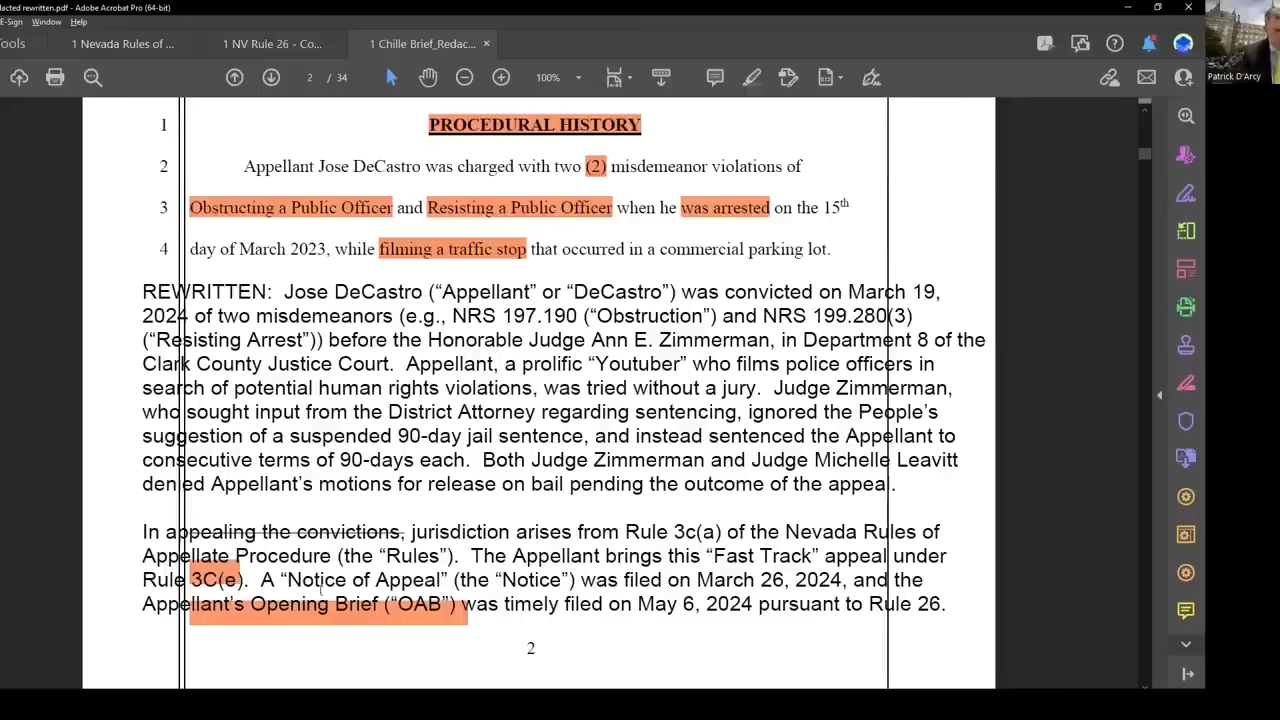 lacted rewritten.pdf - Adobe Acrobat Pro (64-bit)
E-Sign Window Help
Tools 1 Nevada Rules of ... 1 NV Rule 26 - Co... 1 Chille Brief_Redac... ×
2 / 34 100%
Patrick D'Arcy
1 PROCEDURAL HISTORY
2 Appellant Jose DeCastro was charged with two (2) misdemeanor violations of
3 Obstructing a Public Officer and Resisting a Public Officer when he was arrested on the 15th
4 day of March 2023, while filming a traffic stop that occurred in a commercial parking lot.
REWRITTEN: Jose DeCastro (“Appellant” or “DeCastro”) was convicted on March 19,
2024 of two misdemeanors (e.g., NRS 197.190 (“Obstruction”) and NRS 199.280(3)
(“Resisting Arrest”)) before the Honorable Judge Ann E. Zimmerman, in Department 8 of the
Clark County Justice Court. Appellant, a prolific “Youtuber” who films police officers in
search of potential human rights violations, was tried without a jury. Judge Zimmerman,
who sought input from the District Attorney regarding sentencing, ignored the People’s
suggestion of a suspended 90-day jail sentence, and instead sentenced the Appellant to
consecutive terms of 90-days each. Both Judge Zimmerman and Judge Michelle Leavitt
denied Appellant’s motions for release on bail pending the outcome of the appeal.
In appealing the convictions, jurisdiction arises from Rule 3c(a) of the Nevada Rules of
Appellate Procedure (the “Rules”). The Appellant brings this “Fast Track” appeal under
Rule 3C(e). A “Notice of Appeal” (the “Notice”) was filed on March 26, 2024, and the
Appellant’s Opening Brief (“OAB”) was timely filed on May 6, 2024 pursuant to Rule 26.
2